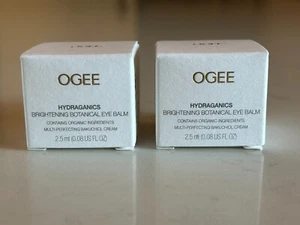 OGEE
HYDRAGANICS
BRIGHTENING BOTANICAL EYE BALM
CONTAINS ORGANIC INGREDIENTS
MULTI-PERFECTING BAKUCHIOL CREAM
2.5 ml (0.08 US FL OZ)
OGEE
HYDRAGANICS
BRIGHTENING BOTANICAL EYE BALM
CONTAINS ORGANIC INGREDIENTS
MULTI-PERFECTING BAKUCHIOL CREAM
2.5 ml (0.08 US FL OZ)